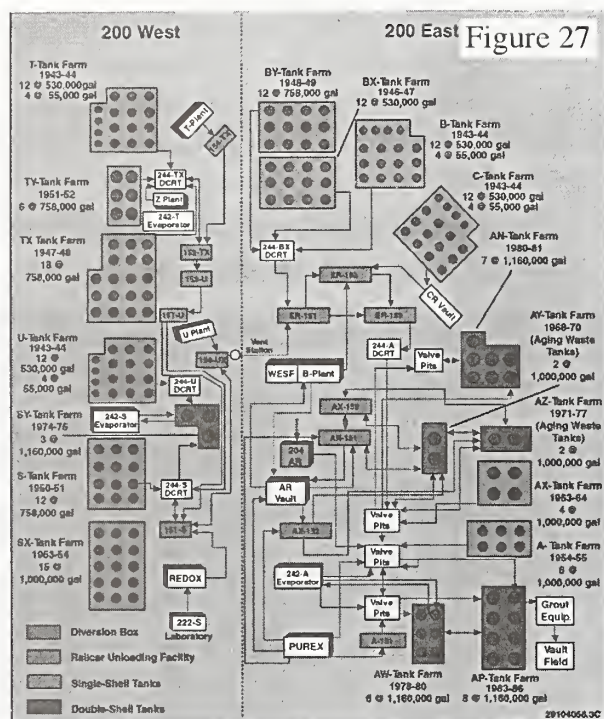 200 West
200 East
Figure 27
T-Tank Farm
1943-44
12 @ 530,000gal
4 @ 55,000 gal
T-Plant
TY-Tank Farm
1951-52
6 @ 758,000 gal
244-TX
DCRT
Z Plant
242-T
Evaporator
TX Tank Farm
1947-48
18 @
758,000 gal
U-Tank Farm
1943-44
12 @
530,000 gal
4 @
55,000 gal
U Plant
Vent
Station
244-U
DCRT
SY-Tank Farm
1974-76
3 @
1,160,000 gal
242-S
Evaporator
S-Tank Farm
1950-51
12 @
758,000 gal
244-S
DCRT
SX-Tank Farm
1953-54
15 @
1,000,000 gal
REDOX
222-S
Laboratory
BY-Tank Farm
1948-49
12 @ 758,000 gal
BX-Tank Farm
1946-47
12 @ 530,000 gal
B-Tank Farm
1943-44
12 @ 530,000 gal
4 @ 55,000 gal
C-Tank Farm
1943-44
12 @ 530,000 gal
4 @ 55,000 gal
AN-Tank Farm
1980-81
7 @ 1,160,000 gal
244-BX
DCRT
CR Vault
244-A
DCRT
Valve
Pits
WESF
B-Plant
AY-Tank Farm
1968-70
(Aging Waste
Tanks)
2 @
1,000,000 gal
AZ-Tank Farm
1971-77
(Aging Waste
Tanks)
2 @
1,000,000 gal
204
AR
AR
Vault
Valve
Pits
AX-Tank Farm
1963-64
4 @
1,000,000 gal
Valve
Pits
A- Tank Farm
1954-55
6 @
1,000,000 gal
242-A
Evaporator
Valve
Pits
PUREX
Grout
Equip.
Vault
Field
AW-Tank Farm
1978-80
6 @ 1,160,000 gal
AP-Tank Farm
1983-86
8 @ 1,160,000 gal
Diversion Box
Railcar Unloading Facility
Single-Shell Tanks
Double-Shell Tanks
29104056.3C